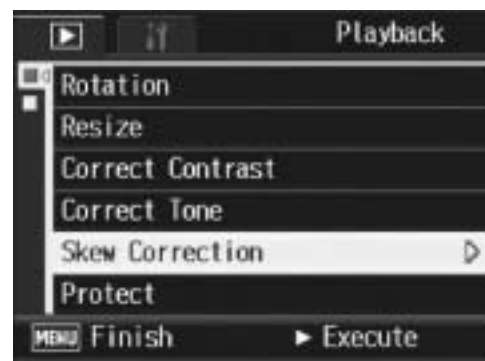 Playback
Rotation
Resize
Correct Contrast
Correct Tone
Skew Correction
Protect
MENU Finish ► Execute